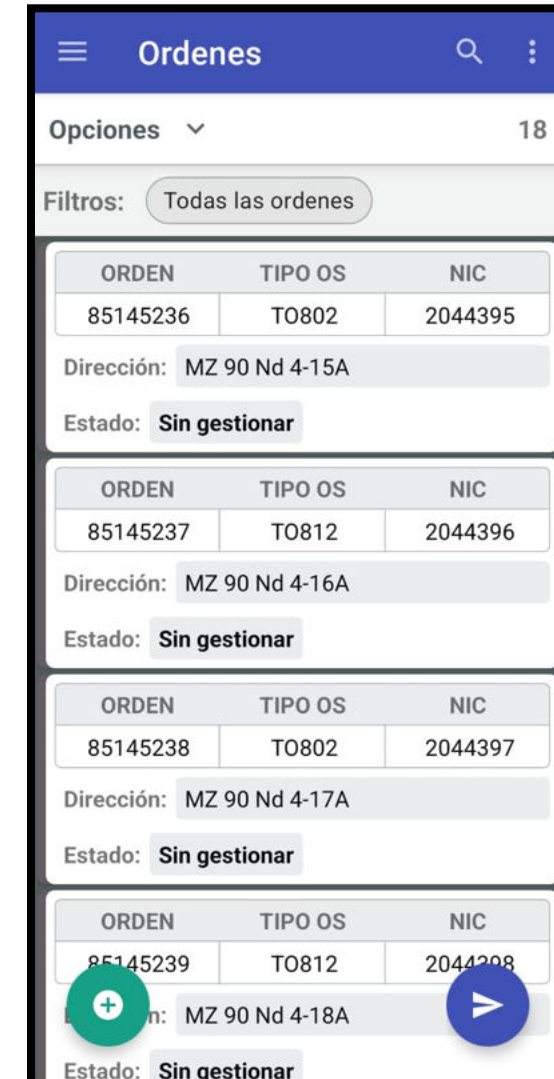 Ordenes
Opciones 18
Filtros: Todas las ordenes
ORDEN TIPO OS NIC
85145236 TO802 2044395
Dirección: MZ 90 Nd 4-15A
Estado: Sin gestionar
ORDEN TIPO OS NIC
85145237 TO812 2044396
Dirección: MZ 90 Nd 4-16A
Estado: Sin gestionar
ORDEN TIPO OS NIC
85145238 TO802 2044397
Dirección: MZ 90 Nd 4-17A
Estado: Sin gestionar
ORDEN TIPO OS NIC
85145239 TO812 2044398
MZ 90 Nd 4-18A
Estado: Sin gestionar